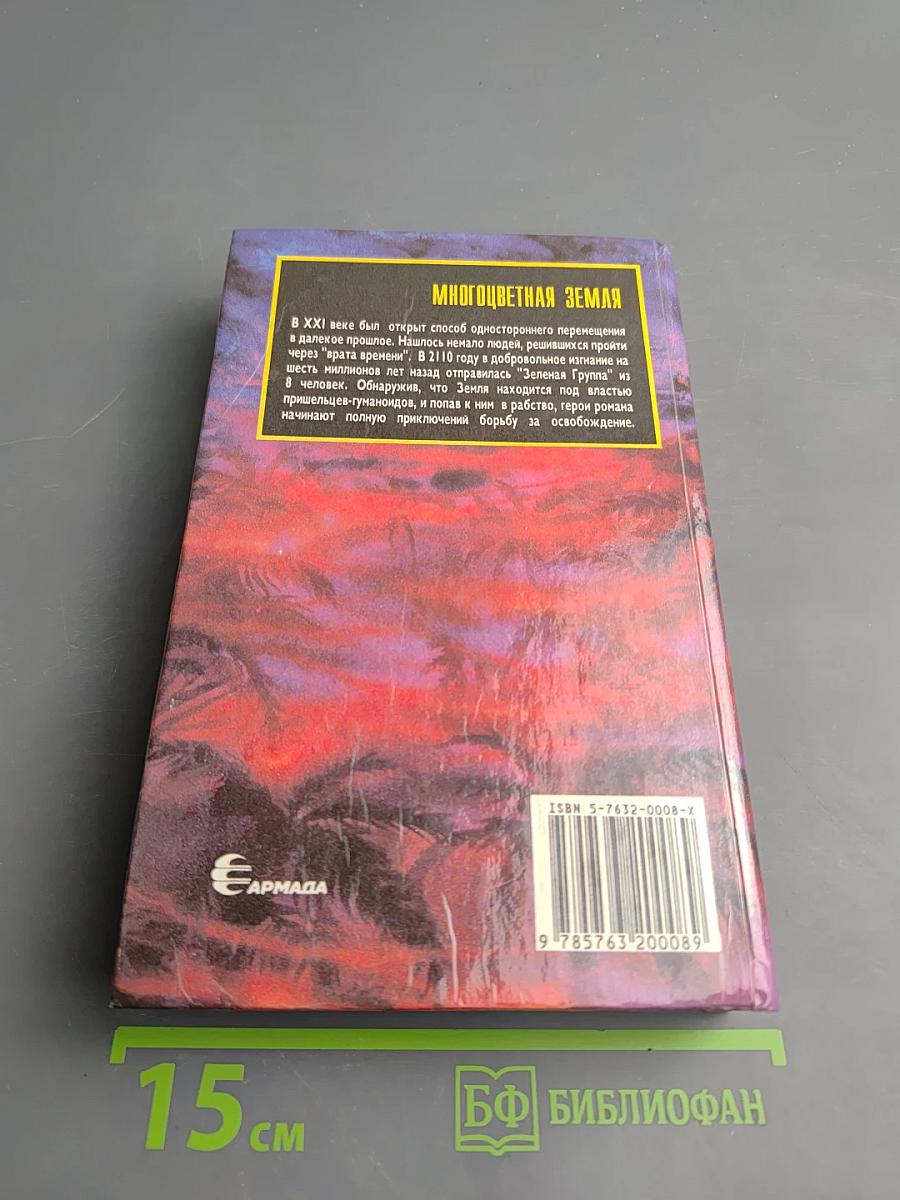 МНОГОЦВЕТНАЯ ЗЕМЛЯ
В XXI веке был открыт способ одностороннего перемещения
в далекое прошлое. Нашлось немало людей, решившихся пройти
через "врата времени". В 2110 году в добровольное изгнание на
шесть миллионов лет назад отправилась "Зеленая Группа" из
8 человек. Обнаружив, что Земля находится под властью
пришельцев-гуманоидов, и попав к ним в рабство, герои романа
начинают полную приключений борьбу за освобождение.
ISBN 5-7632-0008-X
АРМАДА
9 785763 200089
15 см
БФ БИБЛИОФАН